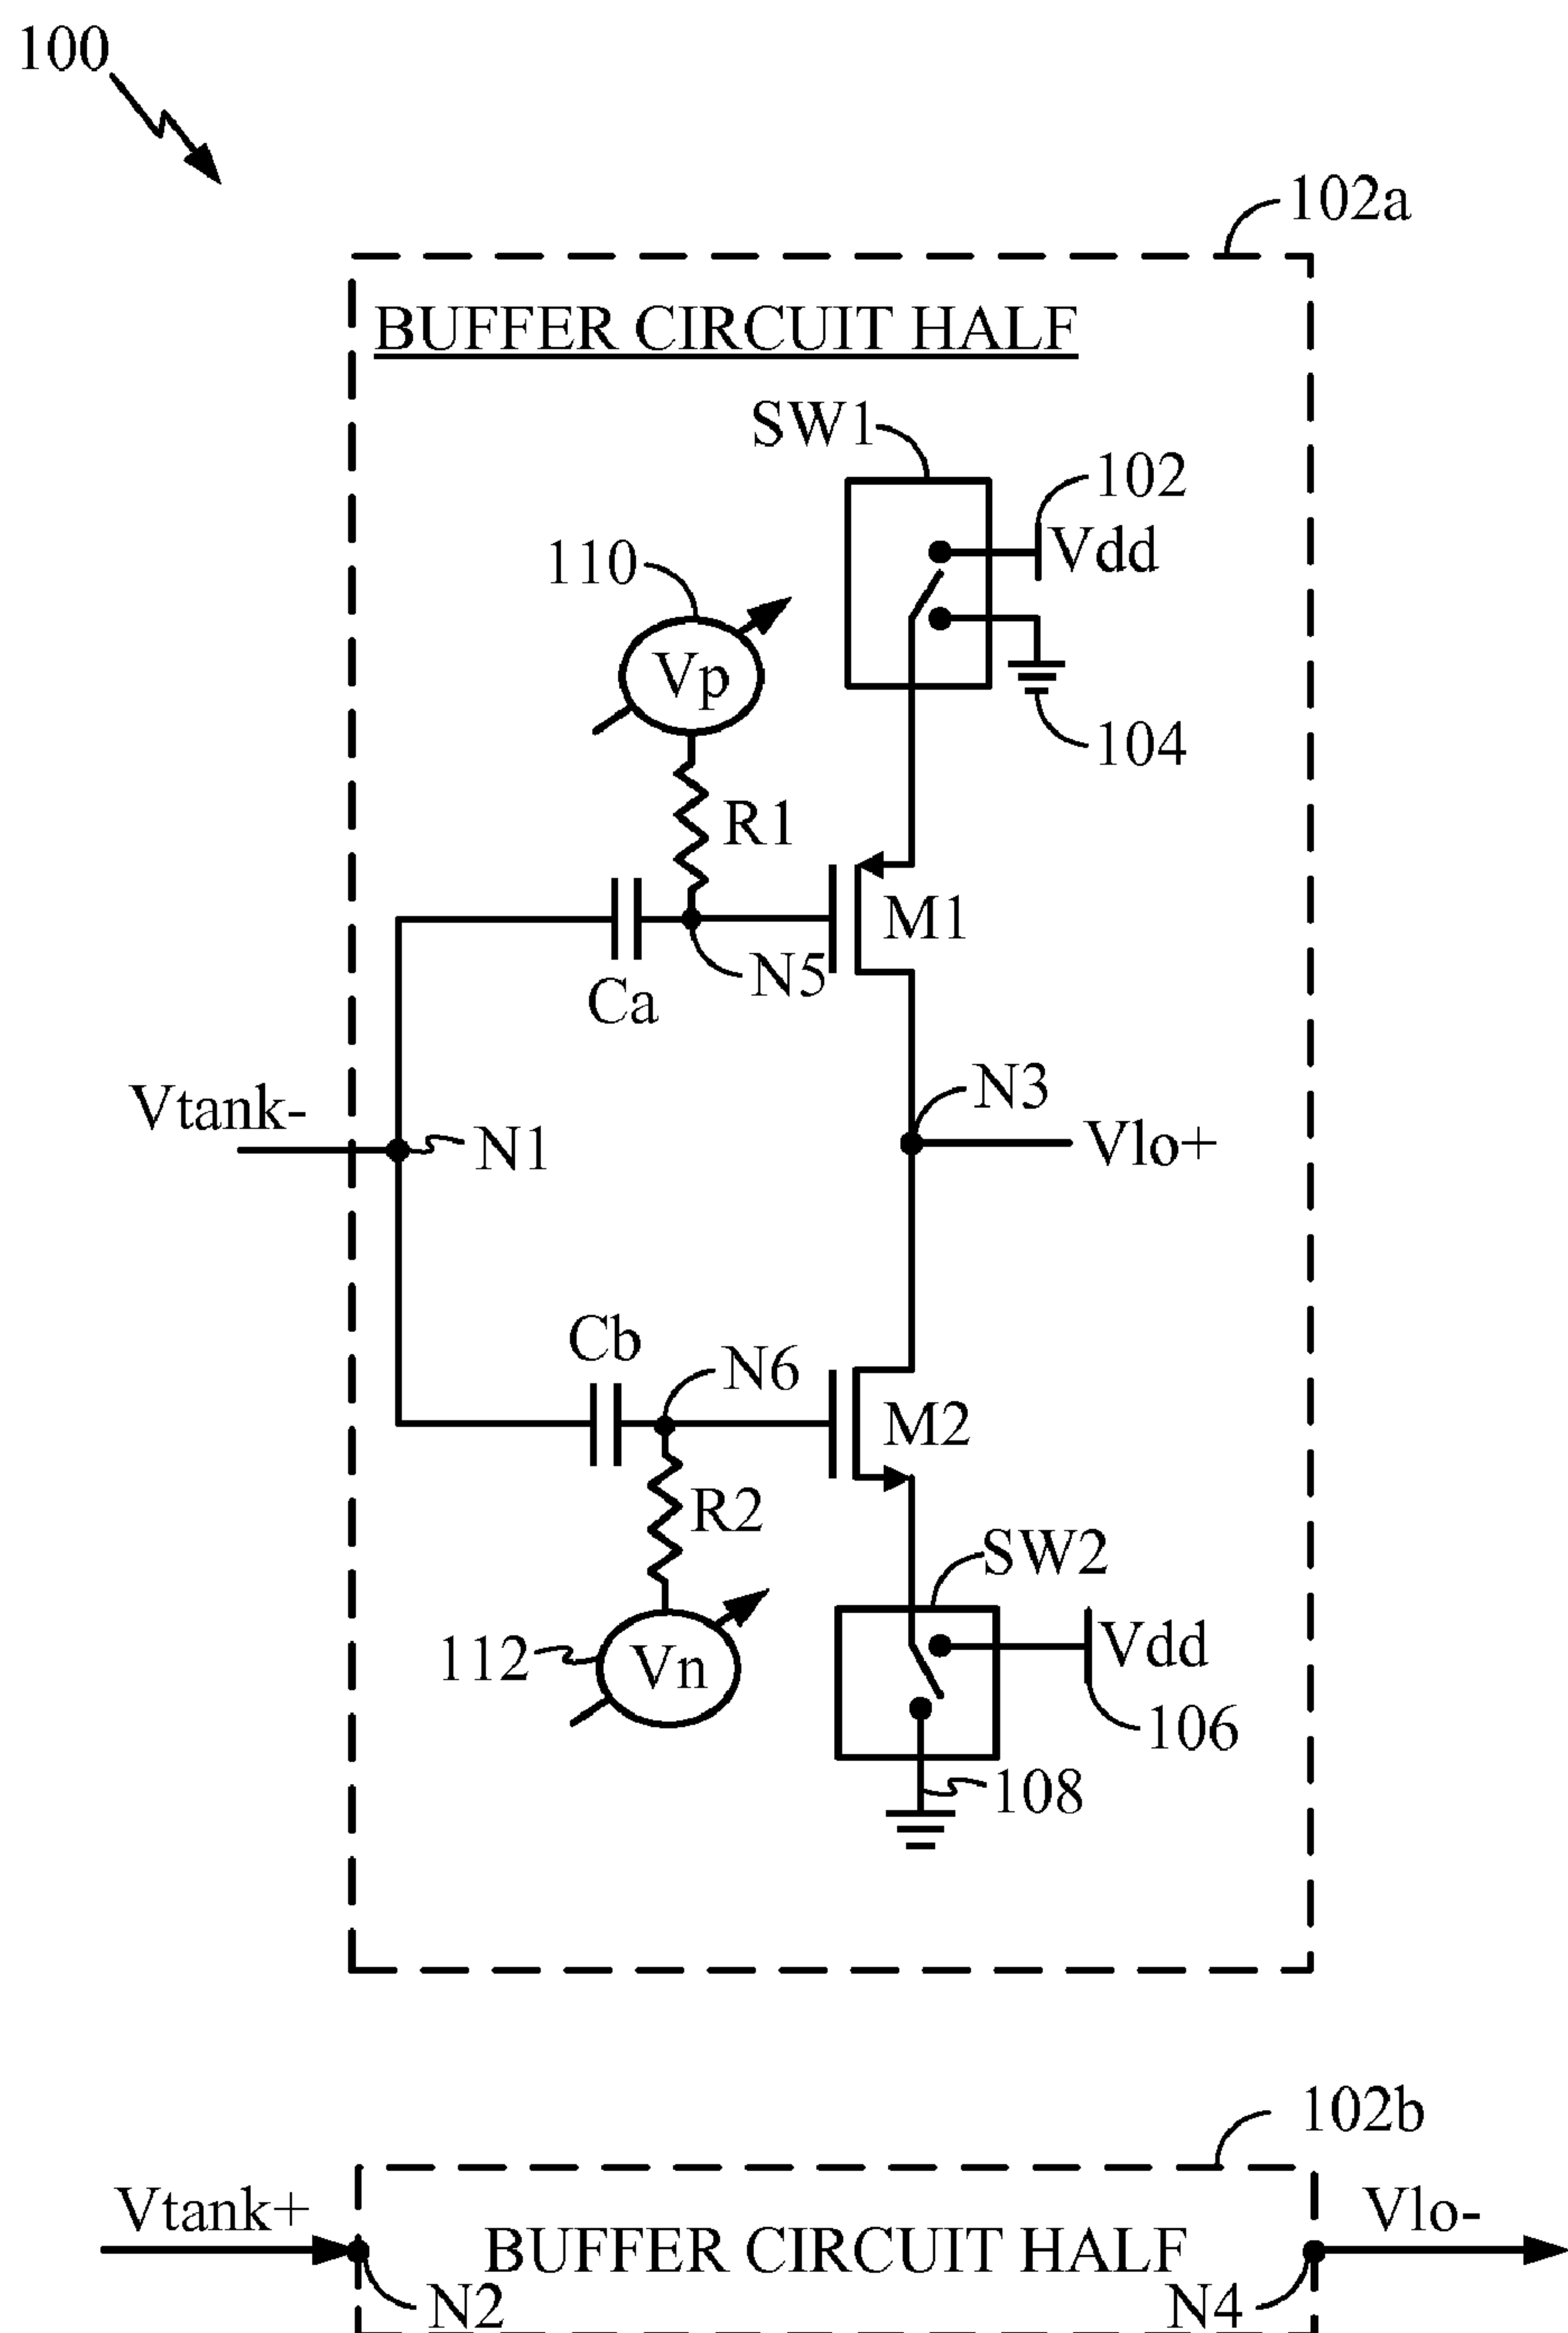 100
102a
BUFFER CIRCUIT HALF
SW1
102
Vdd
110
Vp
104
R1
M1
N5
Ca
N3
Vtank-
N1
Vlo+
Cb
N6
M2
R2
SW2
Vdd
112
Vn
106
108
102b
Vtank+
Vlo-
BUFFER CIRCUIT HALF
N2
N4